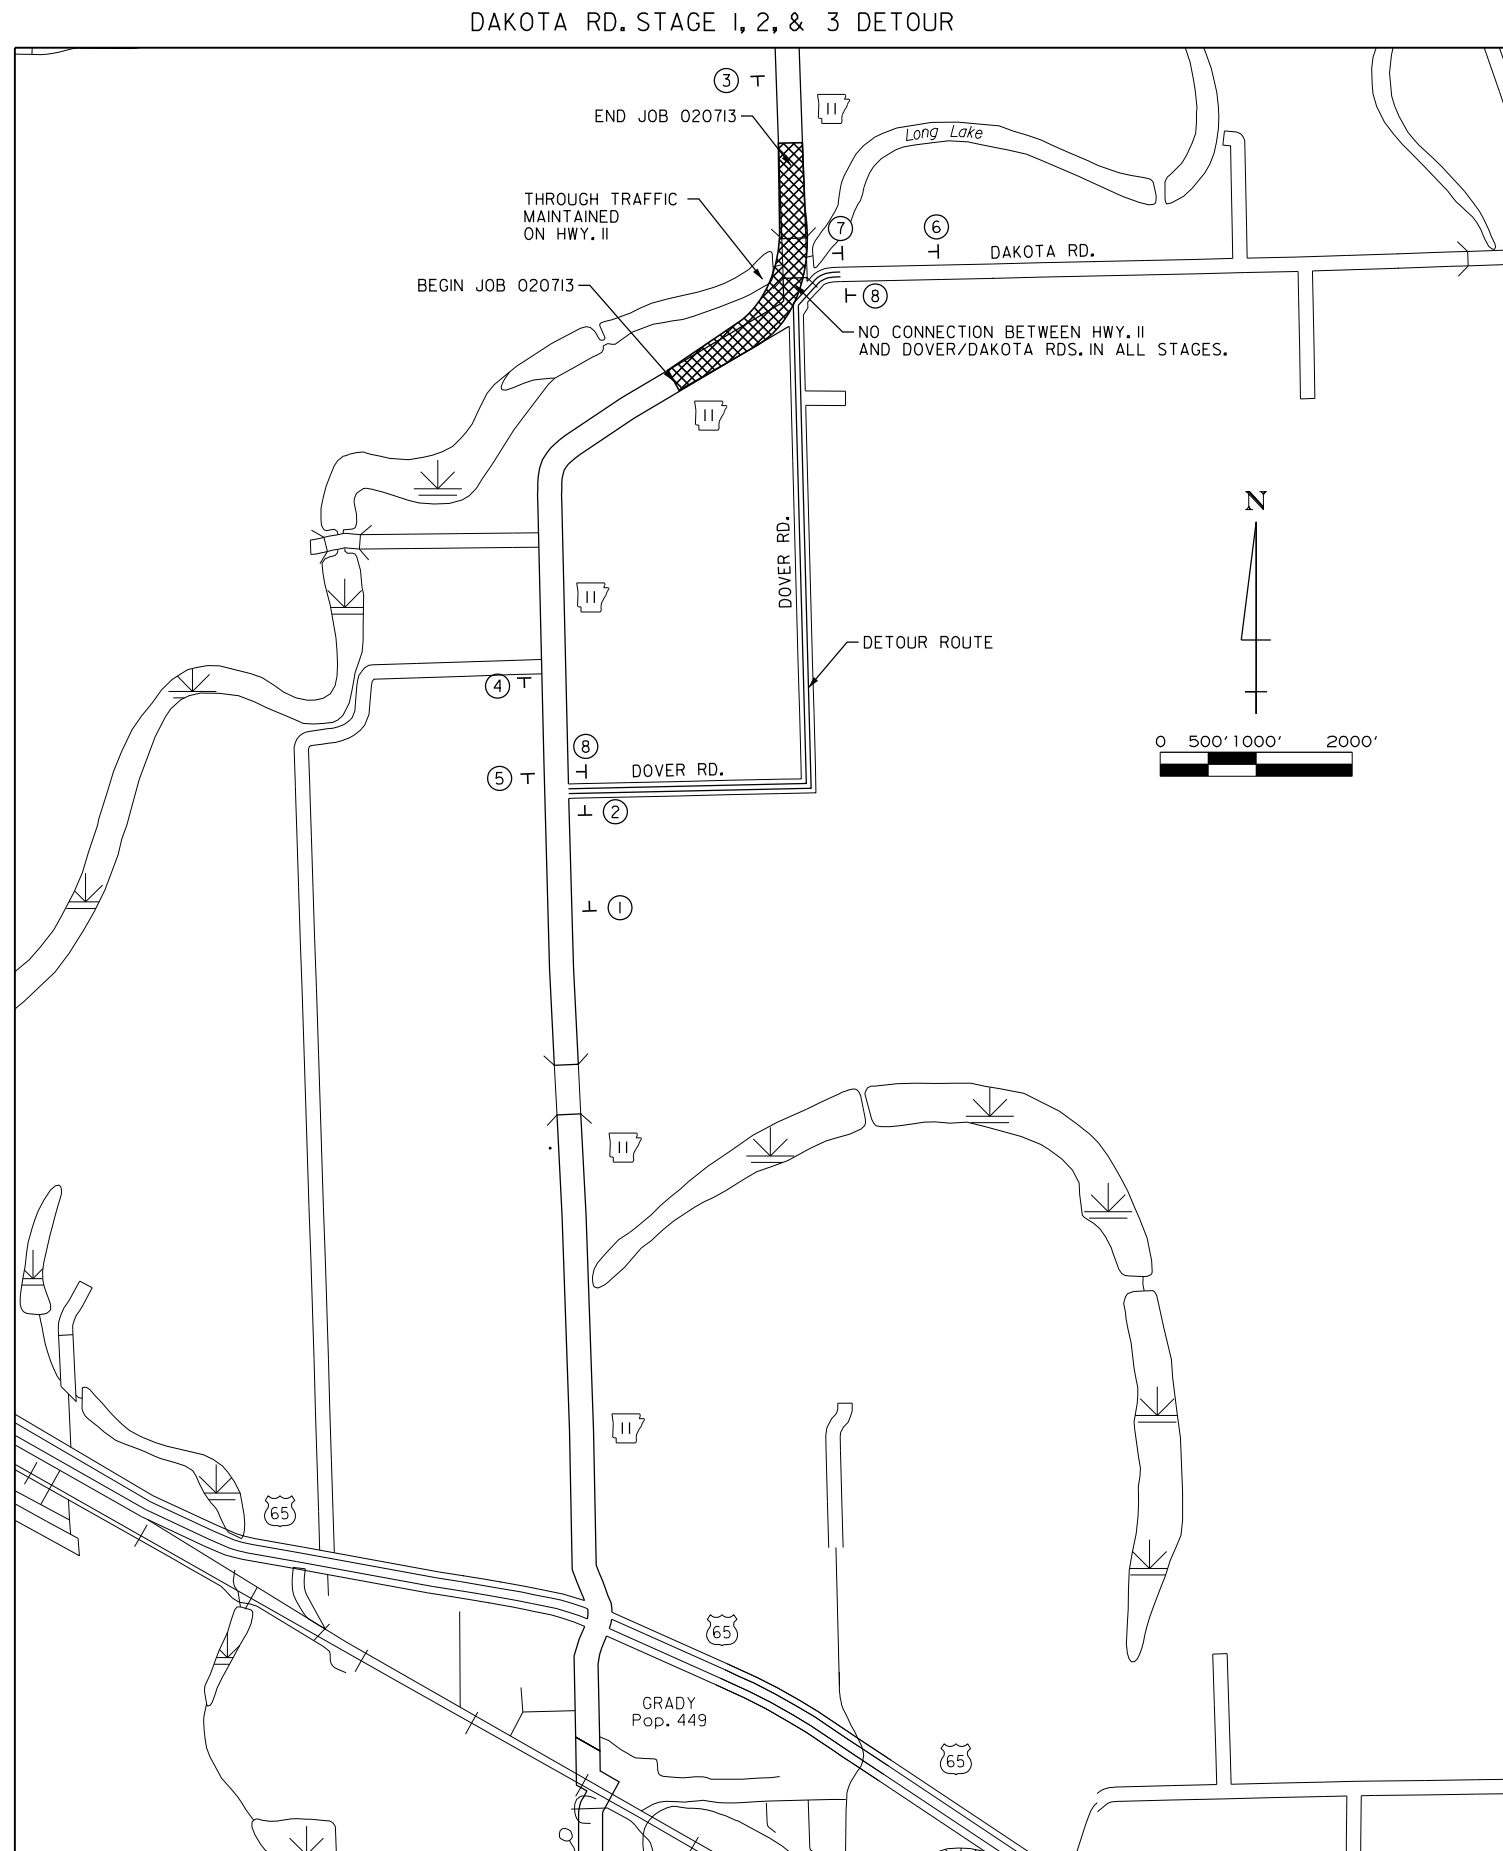 DAKOTA RD. STAGE 1, 2, & 3 DETOUR
3
11
END JOB 020713
Long Lake
THROUGH TRAFFIC
MAINTAINED
ON HWY. 11
7
6
DAKOTA RD.
BEGIN JOB 020713
8
NO CONNECTION BETWEEN HWY. 11
AND DOVER/DAKOTA RDS. IN ALL STAGES.
11
N
DOVER RD.
11
DETOUR ROUTE
4
0 500' 1000' 2000'
8
5
DOVER RD.
2
1
11
11
65
65
GRADY
Pop. 449
65